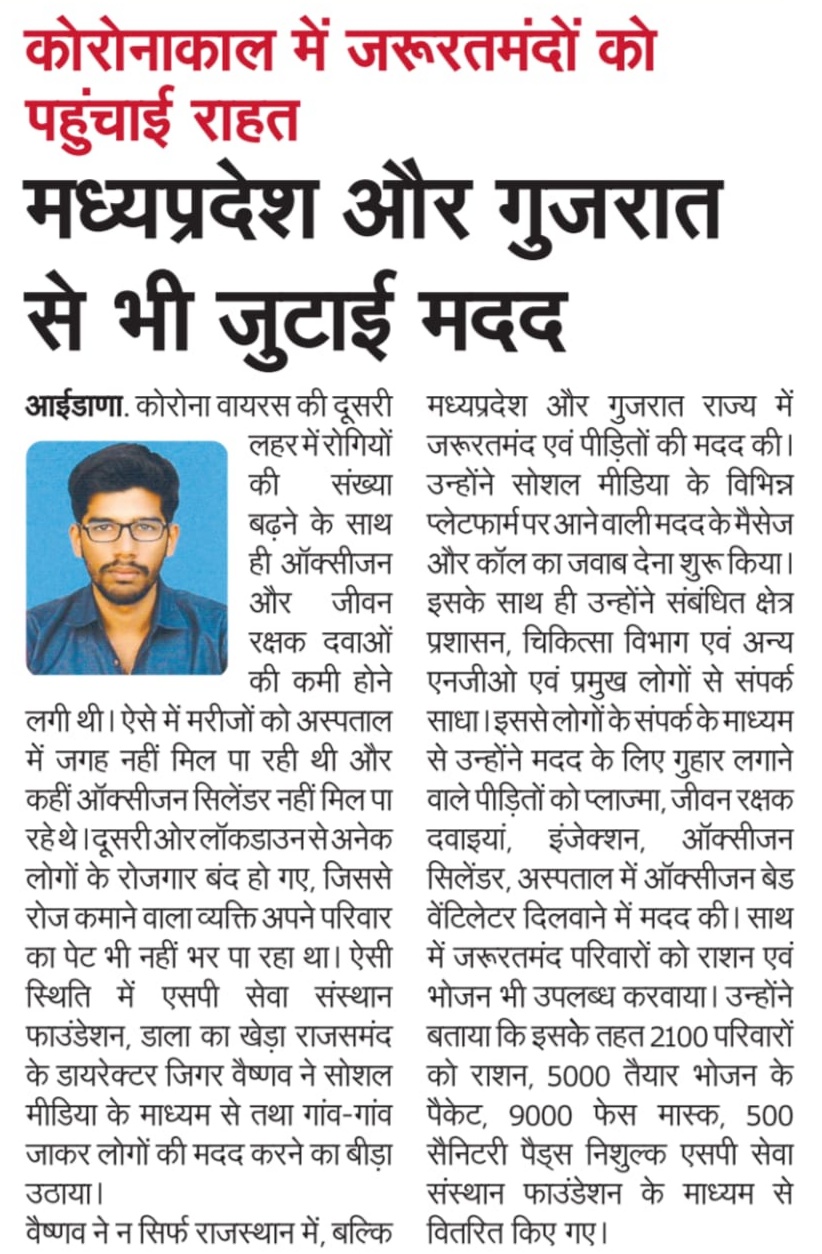 कोरोनाकाल में जरूरतमंदों को
पहुंचाई राहत
मध्यप्रदेश और गुजरात
से भी जुटाई मदद
आईडाणा. कोरोना वायरस की दूसरी
लहर में रोगियों
की संख्या
बढ़ने के साथ
ही ऑक्सीजन
और जीवन
रक्षक दवाओं
की कमी होने
लगी थी। ऐसे में मरीजों को अस्पताल
में जगह नहीं मिल पा रही थी और
कहीं ऑक्सीजन सिलेंडर नहीं मिल पा
रहे थे। दूसरी ओर लॉकडाउन से अनेक
लोगों के रोजगार बंद हो गए, जिससे
रोज कमाने वाला व्यक्ति अपने परिवार
का पेट भी नहीं भर पा रहा था। ऐसी
स्थिति में एसपी सेवा संस्थान
फाउंडेशन, डाला का खेड़ा राजसमंद
के डायरेक्टर जिगर वैष्णव ने सोशल
मीडिया के माध्यम से तथा गांव-गांव
जाकर लोगों की मदद करने का बीड़ा
उठाया।
वैष्णव ने न सिर्फ राजस्थान में, बल्कि
मध्यप्रदेश और गुजरात राज्य में
जरूरतमंद एवं पीड़ितों की मदद की।
उन्होंने सोशल मीडिया के विभिन्न
प्लेटफार्म पर आने वाली मदद के मैसेज
और कॉल का जवाब देना शुरू किया।
इसके साथ ही उन्होंने संबंधित क्षेत्र
प्रशासन, चिकित्सा विभाग एवं अन्य
एनजीओ एवं प्रमुख लोगों से संपर्क
साधा। इससे लोगों के संपर्क के माध्यम
से उन्होंने मदद के लिए गुहार लगाने
वाले पीड़ितों को प्लाज्मा, जीवन रक्षक
दवाइयां, इंजेक्शन, ऑक्सीजन
सिलेंडर, अस्पताल में ऑक्सीजन बेड
वेंटिलेटर दिलवाने में मदद की। साथ
में जरूरतमंद परिवारों को राशन एवं
भोजन भी उपलब्ध करवाया। उन्होंने
बताया कि इसके तहत 2100 परिवारों
को राशन, 5000 तैयार भोजन के
पैकेट, 9000 फेस मास्क, 500
सैनिटरी पैड्स निशुल्क एसपी सेवा
संस्थान फाउंडेशन के माध्यम से
वितरित किए गए।